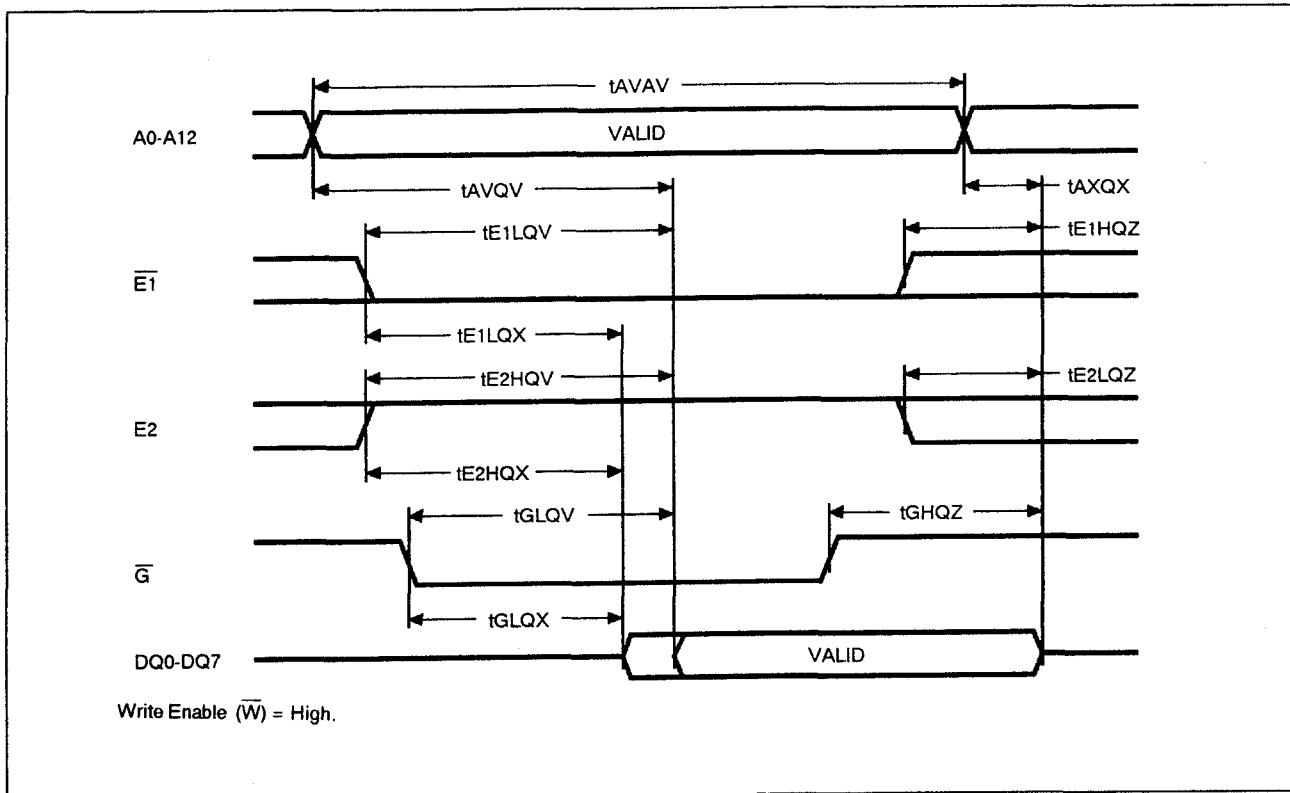 tAVAV
A0-A12
VALID
tAVQV
tAXQX
tE1LQV
tE1HQZ
E1
tE1LQX
tE2HQV
tE2LQZ
E2
tE2HQX
tGLQV
tGHQZ
G
tGLQX
DQ0-DQ7
VALID
Write Enable (W) = High.